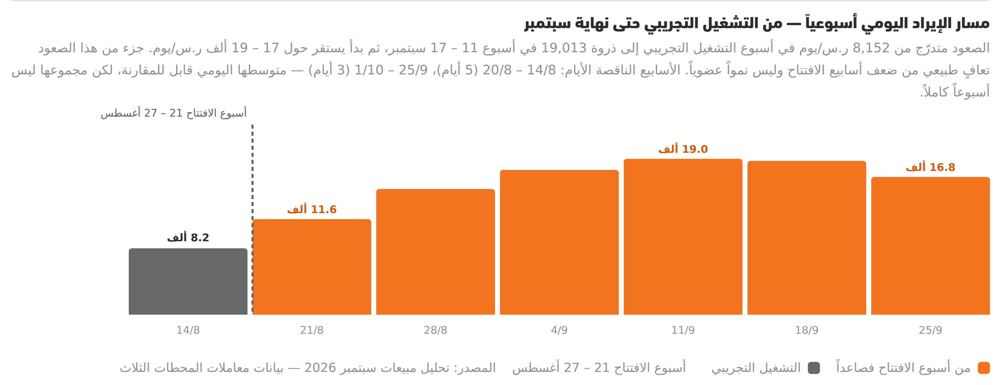 مسار الإيراد اليومي أسبوعياً — من التشغيل التجريبي حتى نهاية سبتمبر
الصعود متدرّج من 8,152 ر.س/يوم في أسبوع التشغيل التجريبي إلى ذروة 19,013 في أسبوع 11 – 17 سبتمبر، ثم بدأ يستقر حول 17 – 19 ألف ر.س/يوم. جزء من هذا الصعود
تعافٍ طبيعي من ضعف أسابيع الافتتاح وليس نمواً عضوياً. الأسابيع الناقصة الأيام: 14/8 – 20/8 (5 أيام)، 25/9 – 1/10 (3 أيام) — متوسطها اليومي قابل للمقارنة، لكن مجموعها ليس
أسبوعاً كاملاً.
أسبوع الافتتاح 21 – 27 أغسطس
19.0 ألف
16.8 ألف
11.6 ألف
8.2 ألف
14/8
21/8
28/8
4/9
11/9
18/9
25/9
من أسبوع الافتتاح فصاعداً
التشغيل التجريبي
أسبوع الافتتاح 21 – 27 أغسطس
المصدر: تحليل مبيعات سبتمبر 2026 — بيانات معاملات المحطات الثلاث